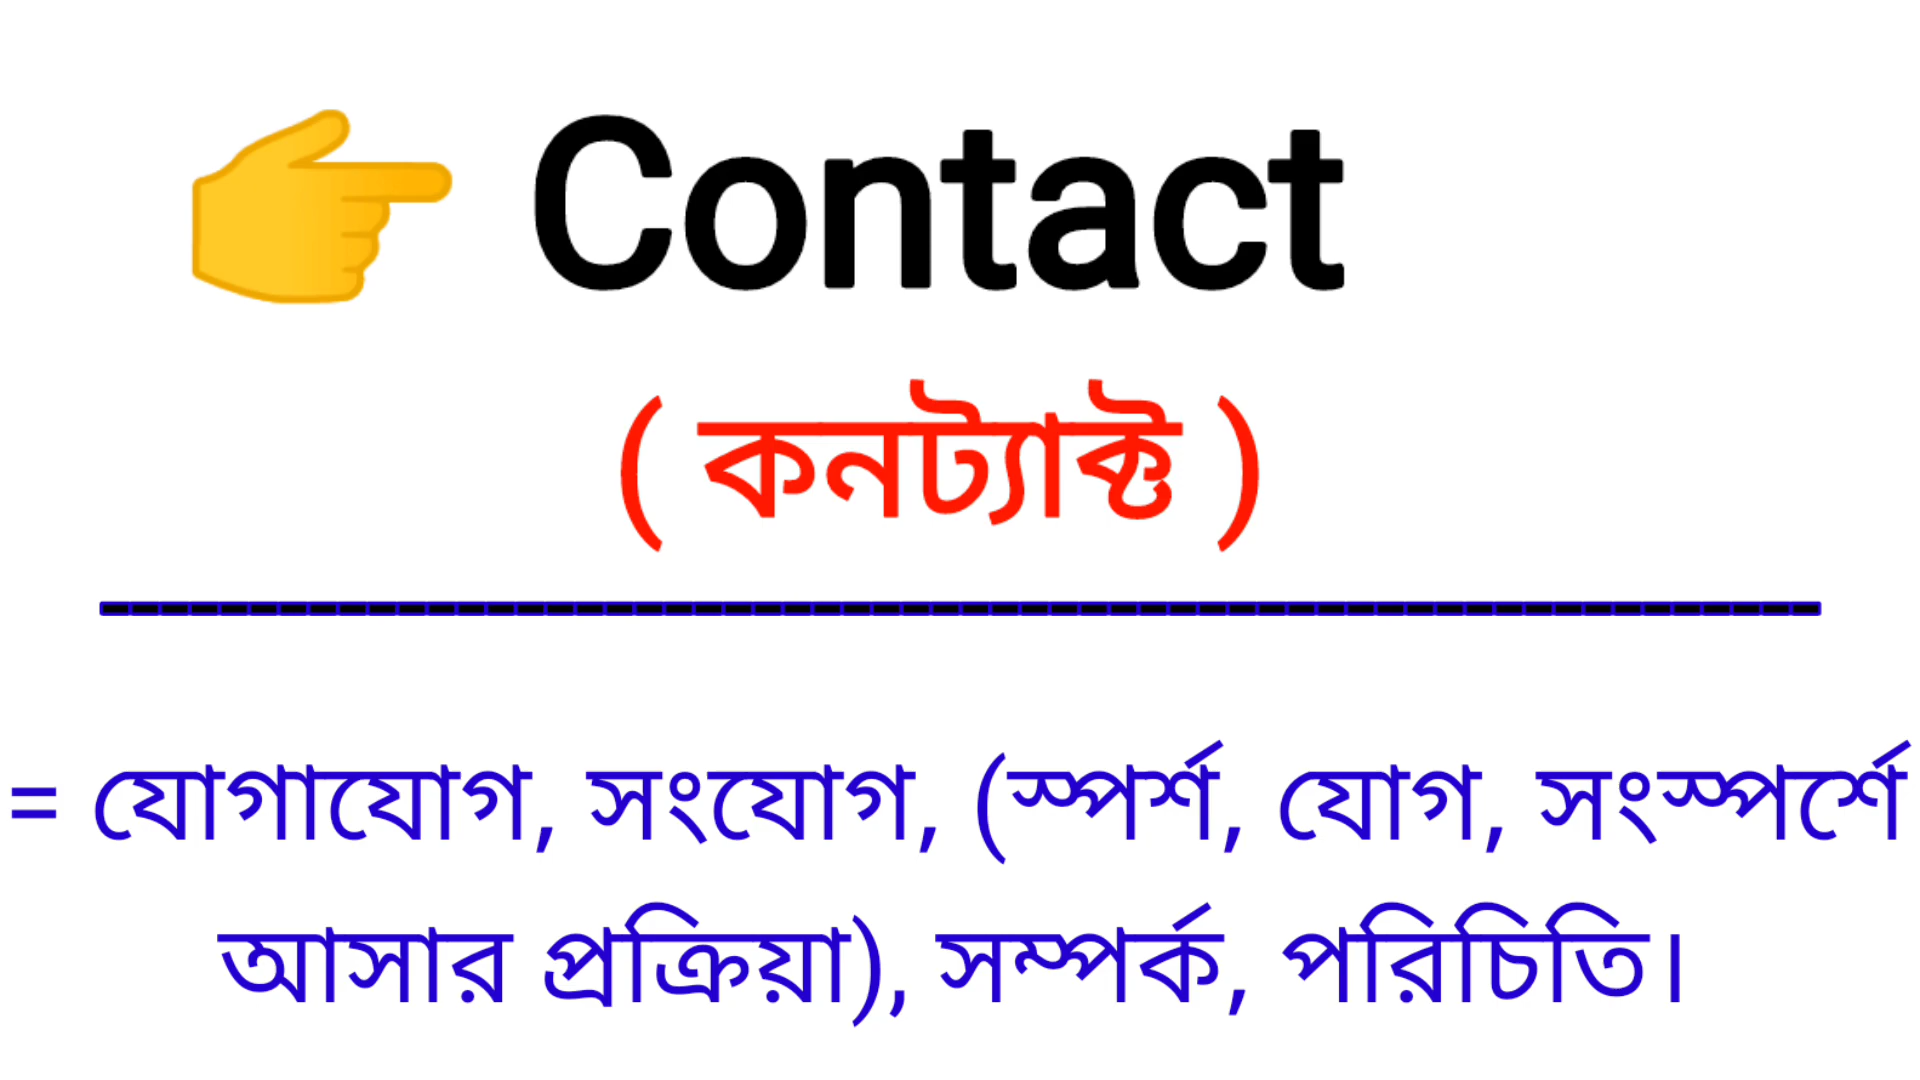 👉 Contact
( কনট্যাক্ট )
----------------------------------------------------------
= যোগাযোগ, সংযোগ, (স্পর্শ, যোগ, সংস্পর্শে
আসার প্রক্রিয়া), সম্পর্ক, পরিচিতি।